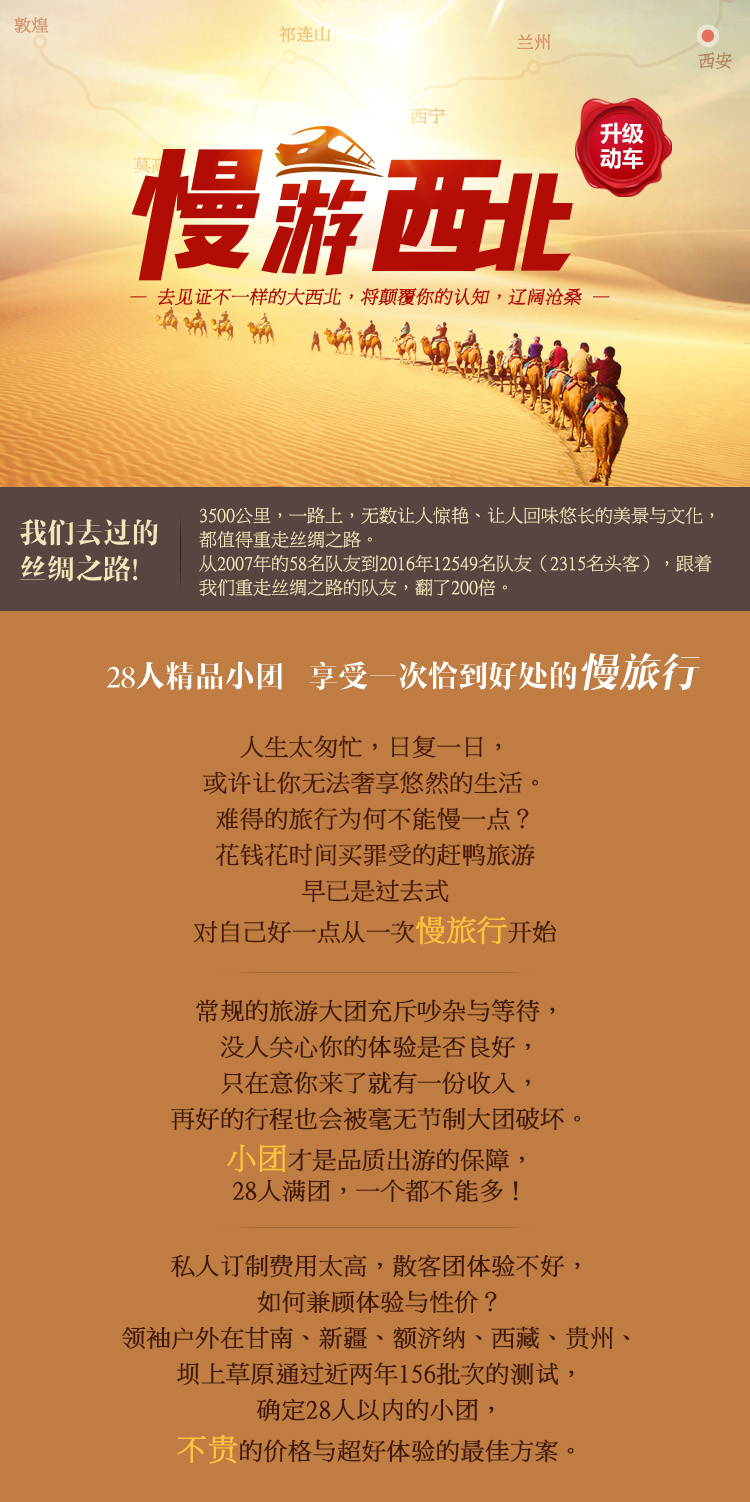 敦煌
祁连山
兰州
西安
西宁
莫高
升级
动车
慢游西北
— 去见证不一样的大西北，将颠覆你的认知，辽阔沧桑 —
我们去过的
丝绸之路!
3500公里，一路上，无数让人惊艳、让人回味悠长的美景与文化，
都值得重走丝绸之路。
从2007年的58名队友到2016年12549名队友（2315名头客），跟着
我们重走丝绸之路的队友，翻了200倍。
28人精品小团 享受一次恰到好处的慢旅行
人生太匆忙，日复一日，
或许让你无法奢享悠然的生活。
难得的旅行为何不能慢一点？
花钱花时间买罪受的赶鸭旅游
早已是过去式
对自己好一点从一次慢旅行开始
常规的旅游大团充斥吵杂与等待，
没人关心你的体验是否良好，
只在意你来了就有一份收入，
再好的行程也会被毫无节制大团破坏。
小团才是品质出游的保障，
28人满团，一个都不能多！
私人订制费用太高，散客团体验不好，
如何兼顾体验与性价？
领袖户外在甘南、新疆、额济纳、西藏、贵州、
坝上草原通过近两年156批次的测试，
确定28人以内的小团，
不贵的价格与超好体验的最佳方案。